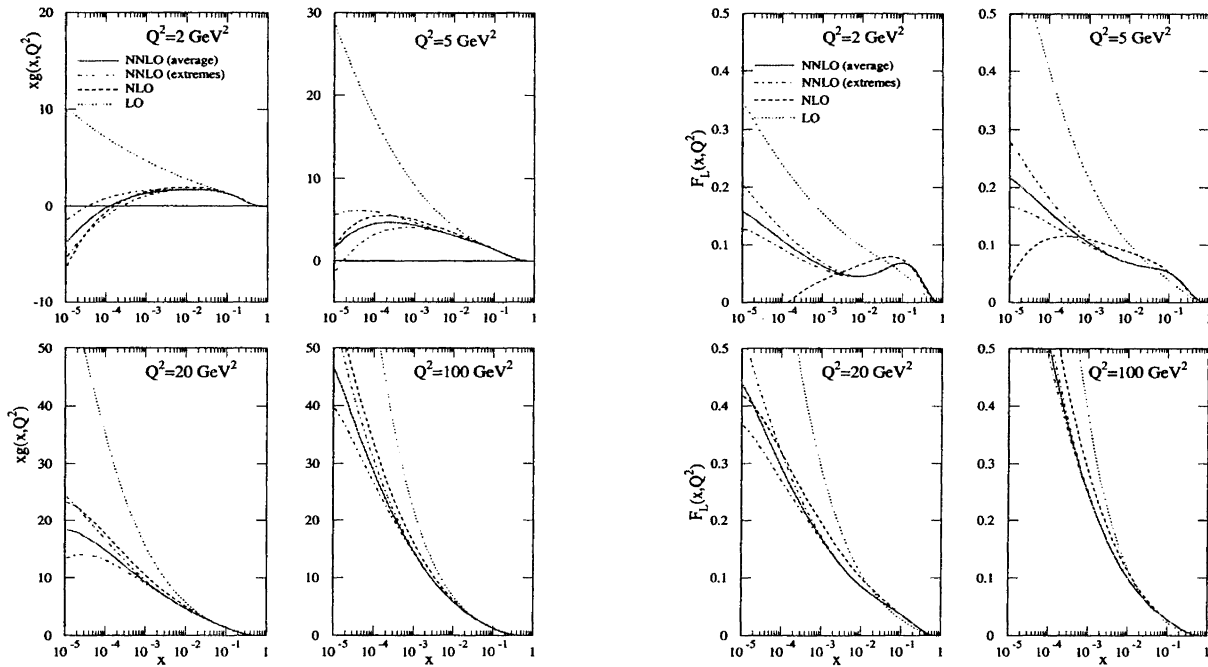 Q²=2 GeV²
NNLO (average)
NNLO (extremes)
NLO
LO
xg(x,Q²)
20
10
0
-10
10⁻⁵ 10⁻⁴ 10⁻³ 10⁻² 10⁻¹ 1
Q²=5 GeV²
30
20
10
0
10⁻⁵ 10⁻⁴ 10⁻³ 10⁻² 10⁻¹ 1
Q²=2 GeV²
NNLO (average)
NNLO (extremes)
NLO
LO
F_L(x,Q²)
0.5
0.4
0.3
0.2
0.1
0
10⁻⁵ 10⁻⁴ 10⁻³ 10⁻² 10⁻¹ 1
Q²=5 GeV²
0.5
0.4
0.3
0.2
0.1
0
10⁻⁵ 10⁻⁴ 10⁻³ 10⁻² 10⁻¹ 1
Q²=20 GeV²
xg(x,Q²)
50
40
30
20
10
0
10⁻⁵ 10⁻⁴ 10⁻³ 10⁻² 10⁻¹ 1
x
Q²=100 GeV²
50
40
30
20
10
0
10⁻⁵ 10⁻⁴ 10⁻³ 10⁻² 10⁻¹ 1
x
Q²=20 GeV²
F_L(x,Q²)
0.5
0.4
0.3
0.2
0.1
0
10⁻⁵ 10⁻⁴ 10⁻³ 10⁻² 10⁻¹ 1
x
Q²=100 GeV²
0.5
0.4
0.3
0.2
0.1
0
10⁻⁵ 10⁻⁴ 10⁻³ 10⁻² 10⁻¹ 1
x